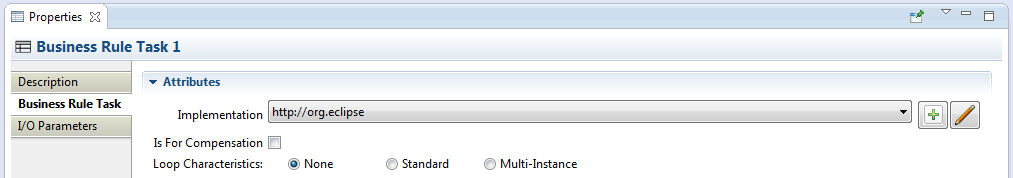 Properties
Business Rule Task 1
Description
Attributes
Business Rule Task
Implementation http://org.eclipse
I/O Parameters
Is For Compensation
Loop Characteristics: None Standard Multi-Instance